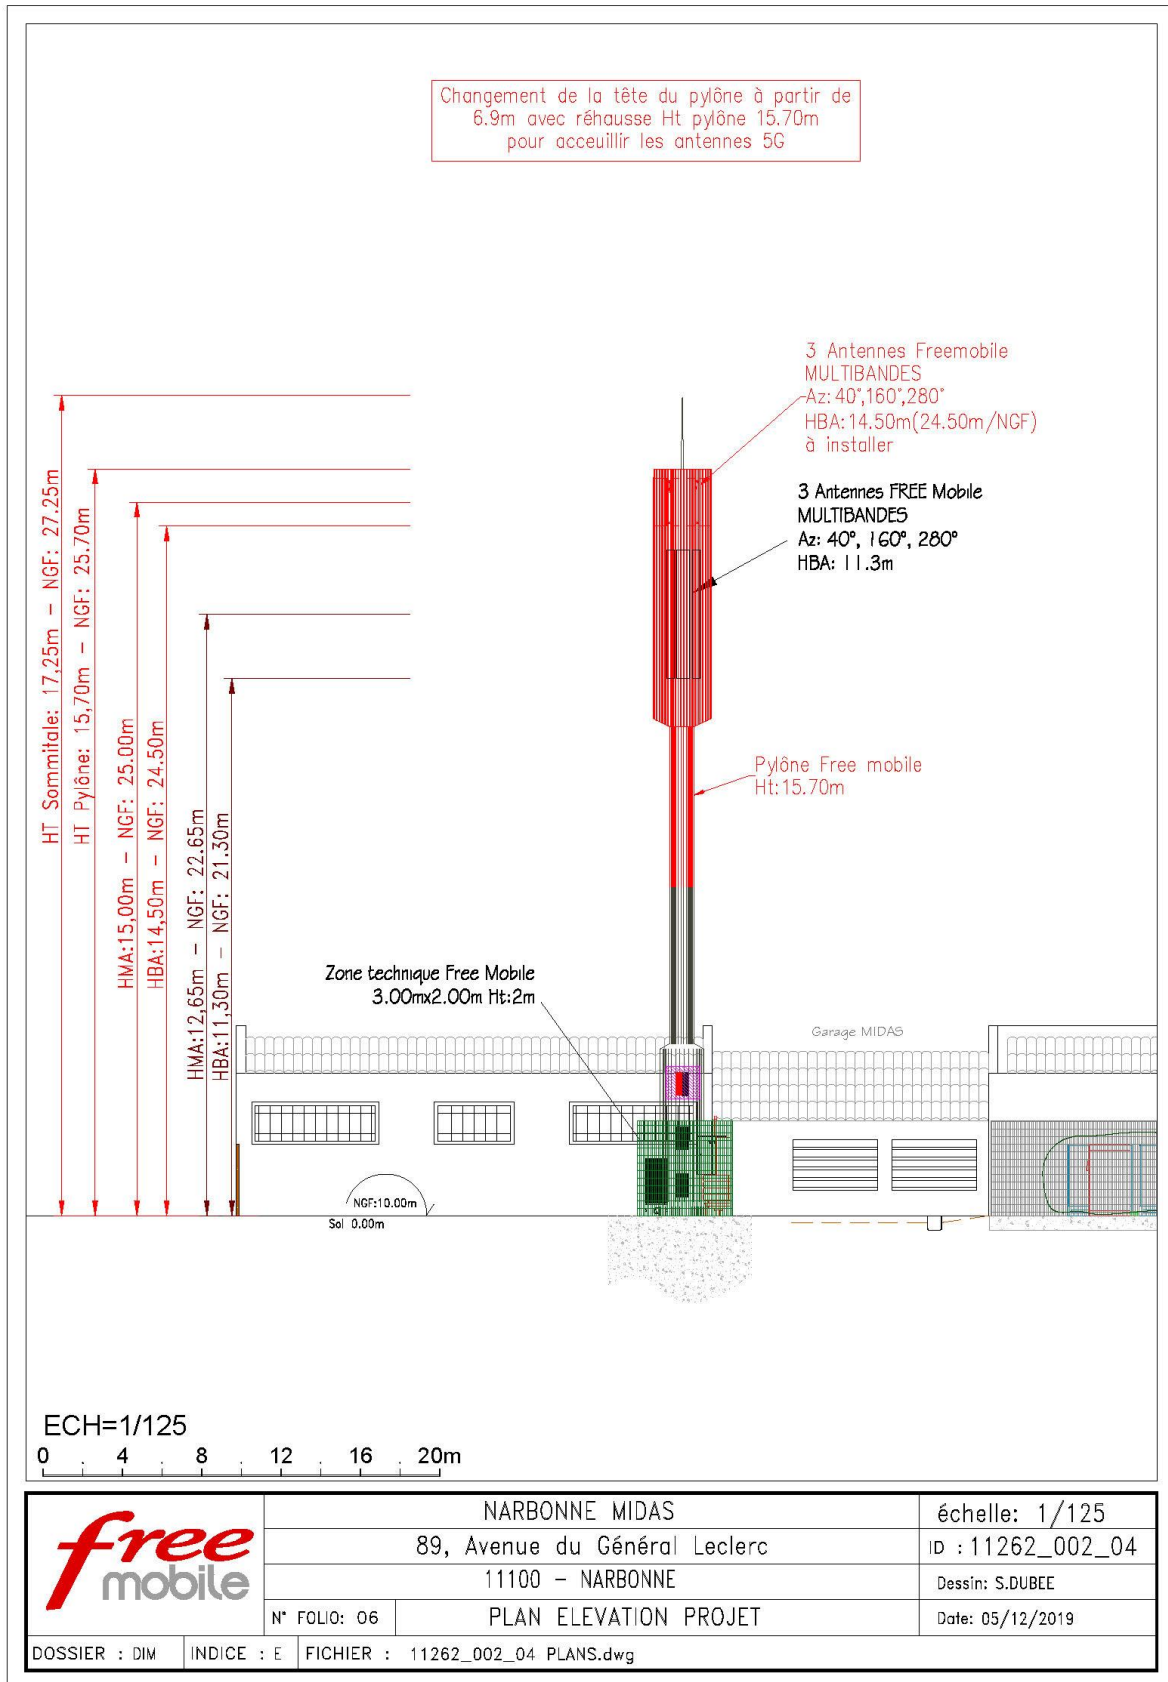 Changement de la tête du pylône à partir de
6.9m avec réhausse Ht pylône 15.70m
pour acceuillir les antennes 5G
3 Antennes Freemobile
MULTIBANDES
Az: 40°,160°,280°
HBA: 14.50m(24.50m/NGF)
à installer
3 Antennes FREE Mobile
MULTIBANDES
Az: 40°, 160°, 280°
HBA: 11.3m
HT Sommitale: 17,25m – NGF: 27.25m
HT Pylône: 15,70m – NGF: 25.70m
HMA:15,00m – NGF: 25.00m
HBA:14,50m – NGF: 24.50m
HMA:12,65m – NGF: 22.65m
HBA:11,30m – NGF: 21.30m
Pylône Free mobile
Ht:15.70m
Zone technique Free Mobile
3.00mx2.00m Ht:2m
Garage MIDAS
NGF:10.00m
Sol 0.00m
ECH=1/125
0 4 8 12 16 20m
free
mobile
NARBONNE MIDAS
89, Avenue du Général Leclerc
11100 – NARBONNE
N° FOLIO: 06
PLAN ELEVATION PROJET
échelle: 1/125
ID : 11262_002_04
Dessin: S.DUBEE
Date: 05/12/2019
DOSSIER : DIM
INDICE : E
FICHIER : 11262_002_04 PLANS.dwg